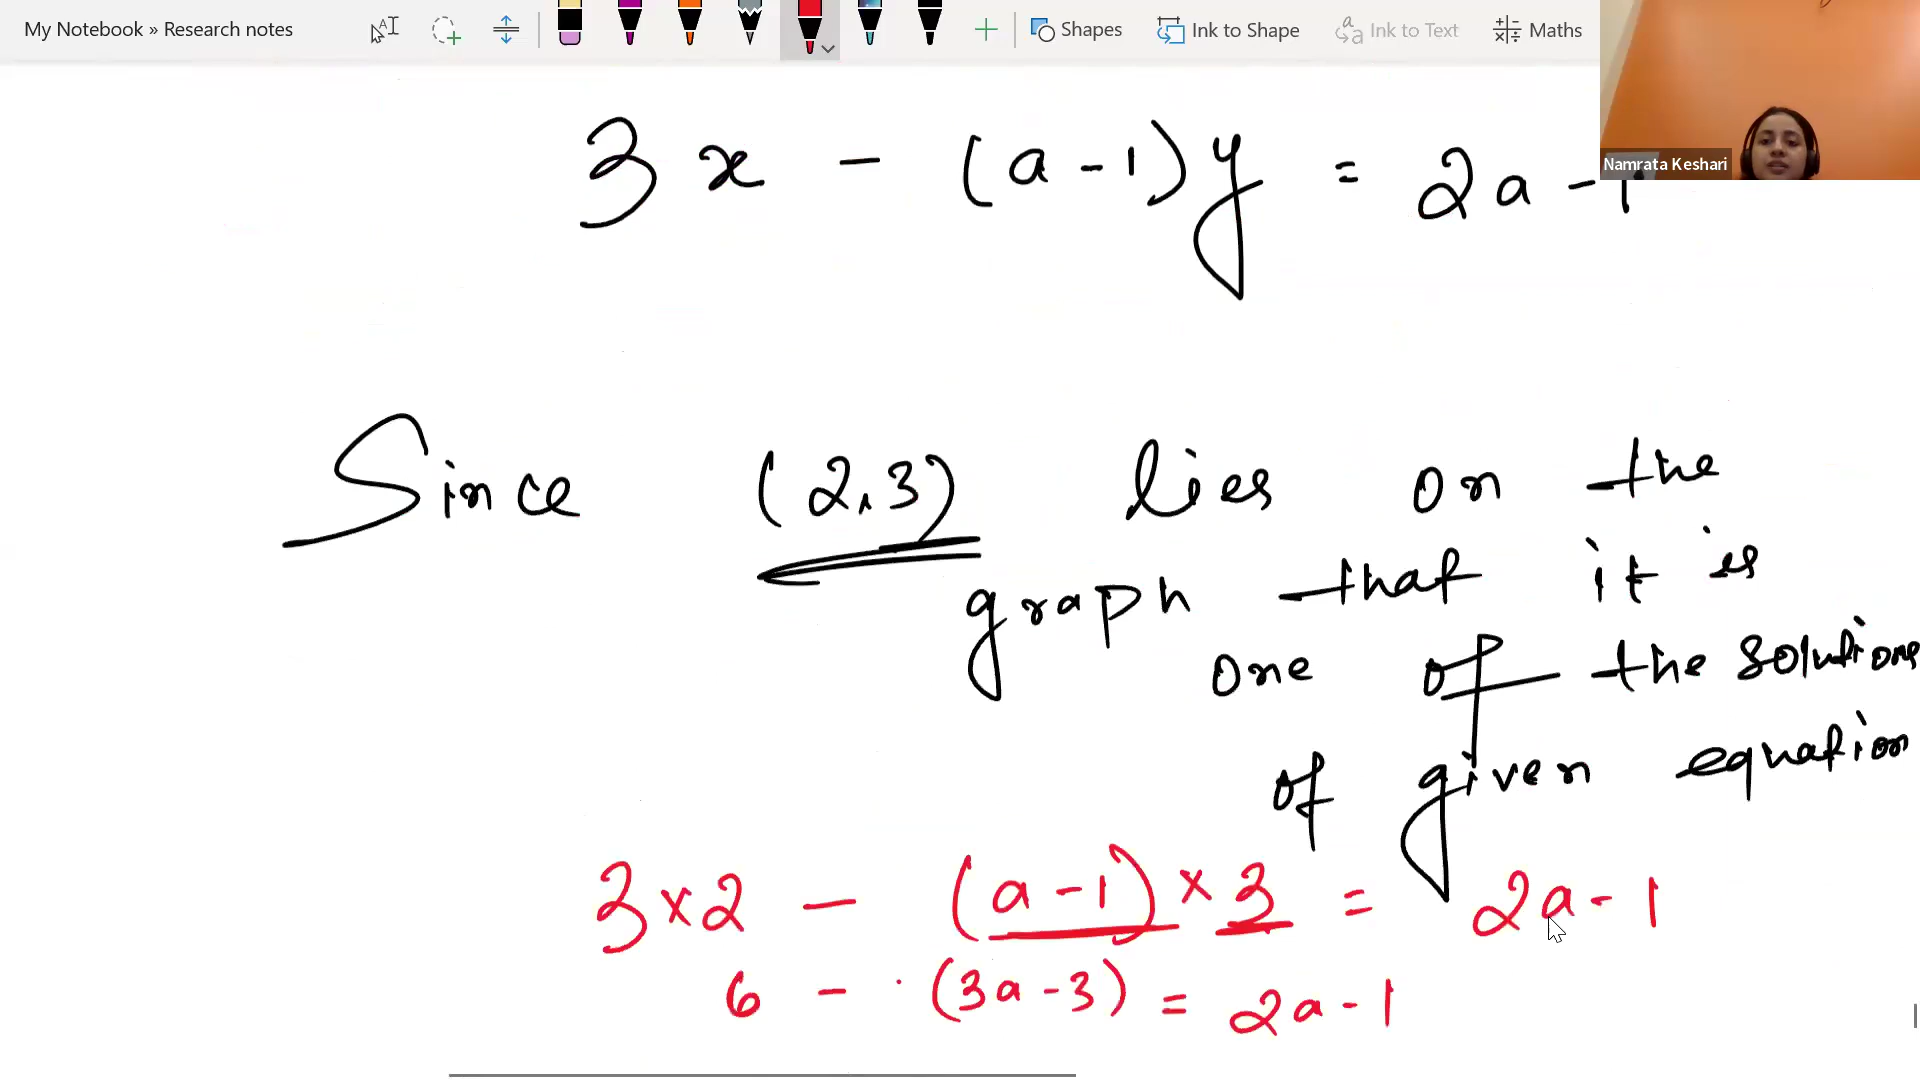 My Notebook » Research notes
Shapes
Ink to Shape
Ink to Text
Maths
Namrata Keshari
3x - (a-1)y = 2a-1
Since (2,3) lies on the
graph that it is
one of the solutions
of given equation
3×2 - (a-1)×3 = 2a-1
6 - (3a-3) = 2a-1